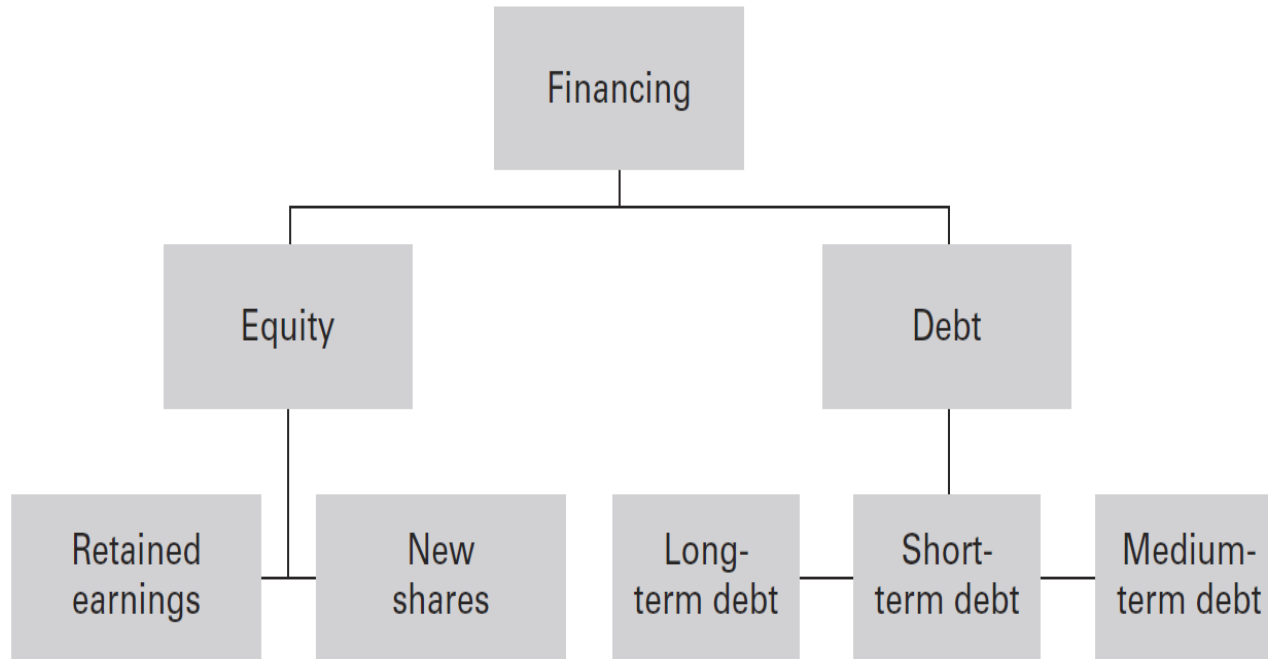 Financing
Equity
Debt
Retained
earnings
New
shares
Long-
term debt
Short-
term debt
Medium-
term debt